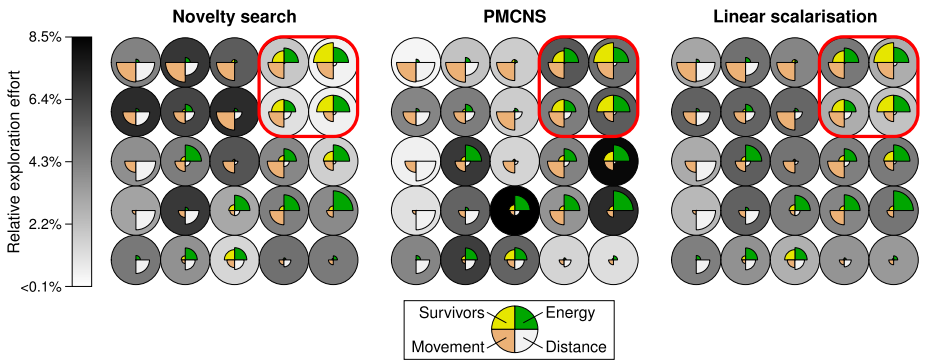 Novelty search
PMCNS
Linear scalarisation
Relative exploration effort
8.5%
6.4%
4.3%
2.2%
<0.1%
Survivors
Energy
Movement
Distance